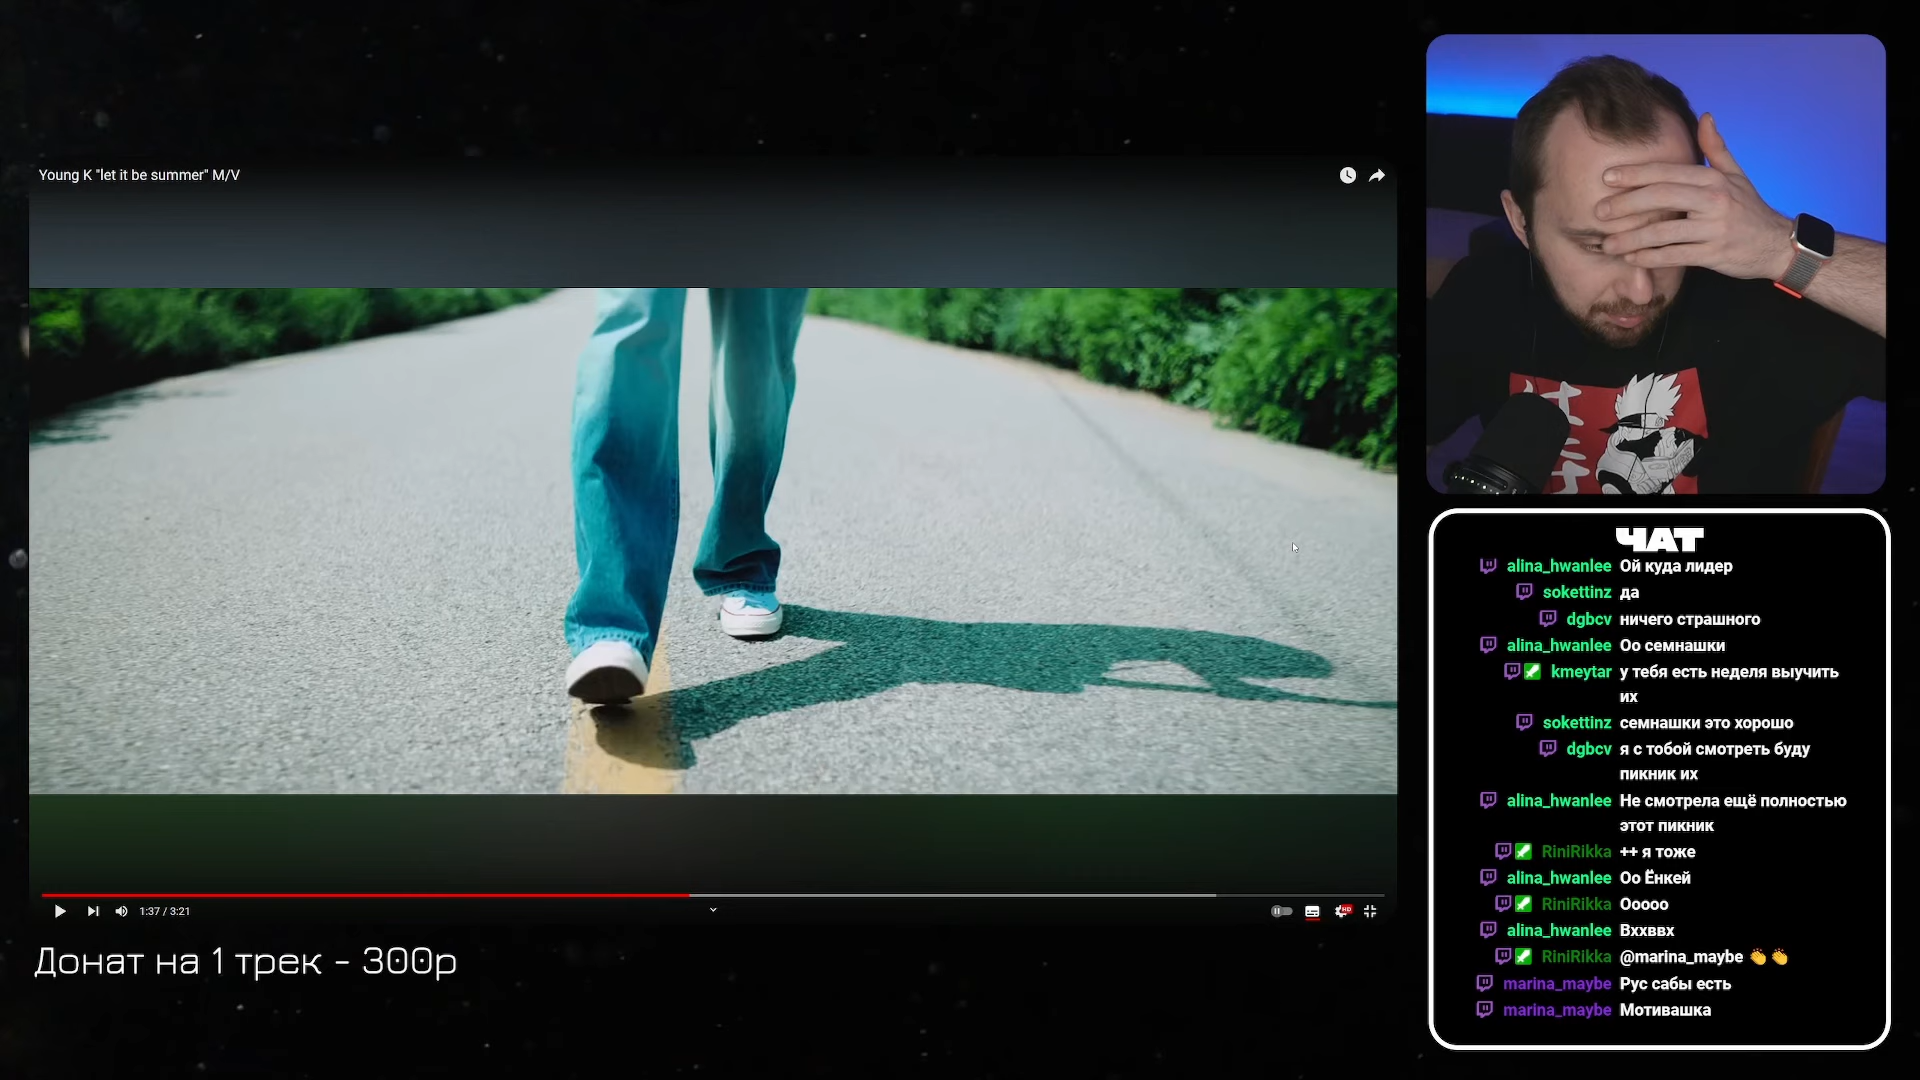 Young K "let it be summer" M/V
1:37 / 3:21
HD
Донат на 1 трек - 300р
ЧАТ
alina_hwanlee Ой куда лидер
sokettinz да
dgbcv ничего страшного
alina_hwanlee Оо семнашки
kmeytar у тебя есть неделя выучить
их
sokettinz семнашки это хорошо
dgbcv я с тобой смотреть буду
пикник их
alina_hwanlee Не смотрела ещё полностью
этот пикник
RiniRikka ++ я тоже
alina_hwanlee Оо Ёнкей
RiniRikka Ооооо
alina_hwanlee Вххввх
RiniRikka @marina_maybe 👏👏
marina_maybe Рус сабы есть
marina_maybe Мотивашка